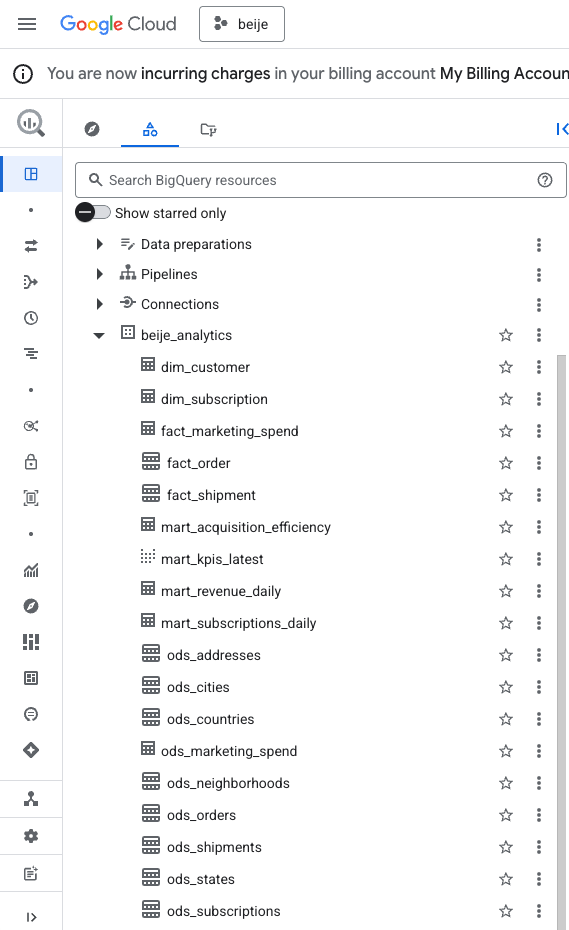 Google Cloud
beije
You are now incurring charges in your billing account My Billing Accoun
Search BigQuery resources
Show starred only
Data preparations
Pipelines
Connections
beije_analytics
dim_customer
dim_subscription
fact_marketing_spend
fact_order
fact_shipment
mart_acquisition_efficiency
mart_kpis_latest
mart_revenue_daily
mart_subscriptions_daily
ods_addresses
ods_cities
ods_countries
ods_marketing_spend
ods_neighborhoods
ods_orders
ods_shipments
ods_states
ods_subscriptions